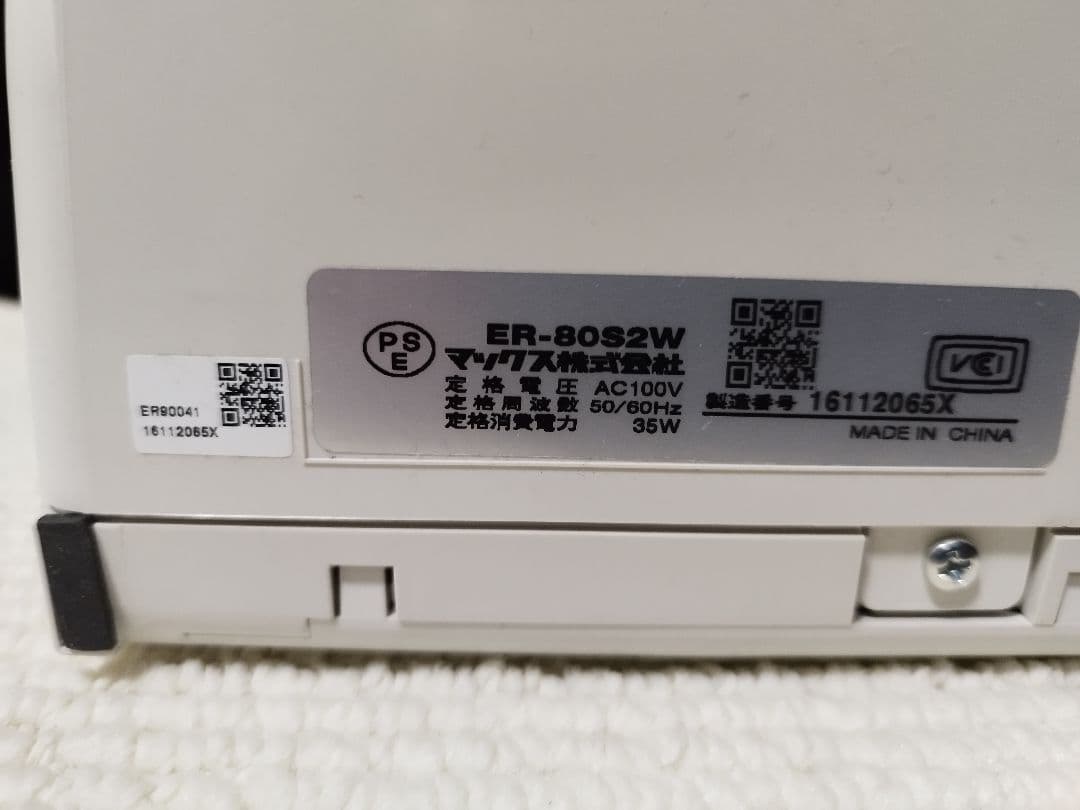 ER90041
16112065X
PS
E
ER-80S2W
マックス株式会社
定格電圧 AC100V
定格周波数 50/60Hz
定格消費電力 35W
製造番号 16112065X
VCCI
MADE IN CHINA